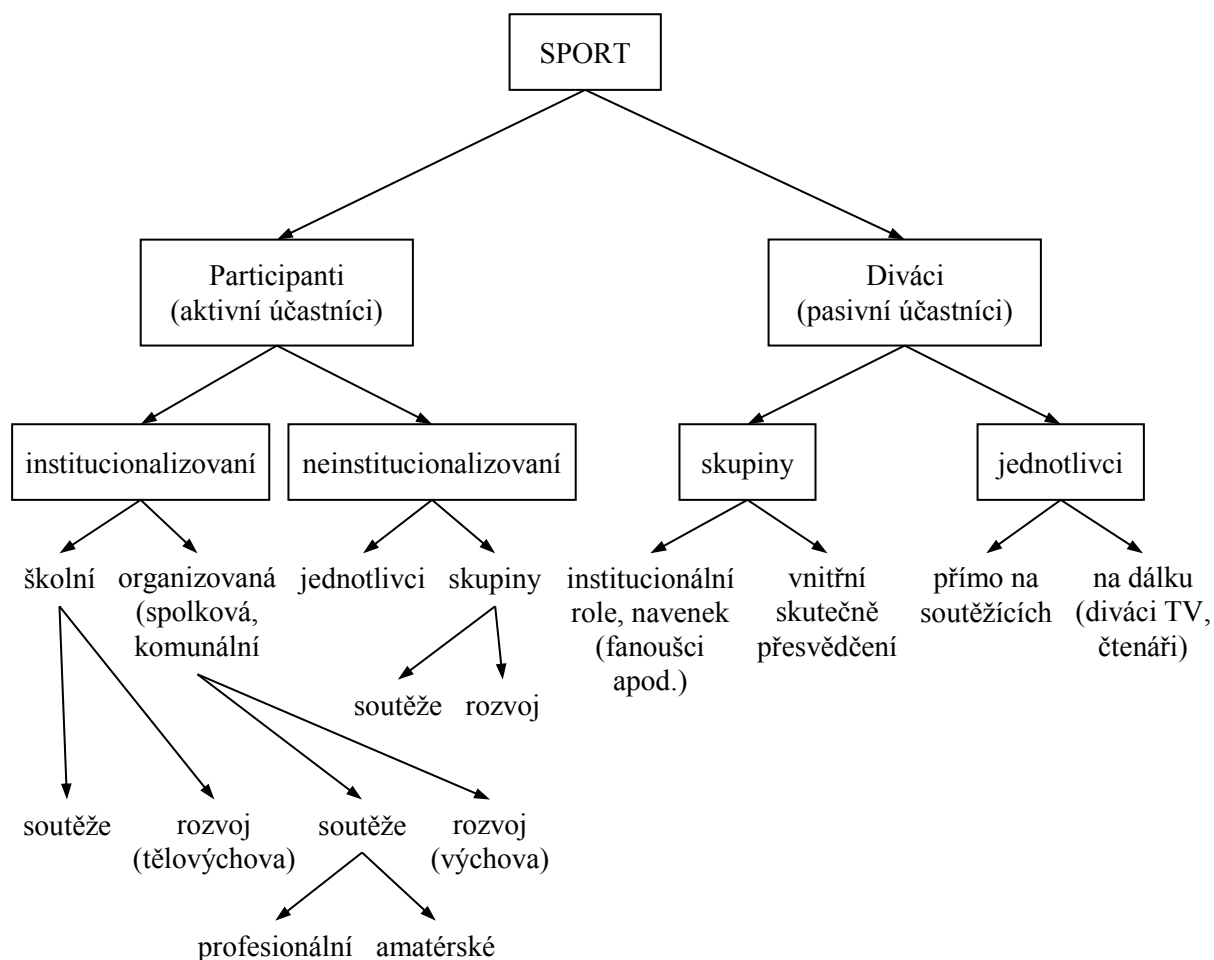 SPORT
Participanti
(aktivní účastníci)
Diváci
(pasivní účastníci)
institucionalizovaní
neinstitucionalizovaní
skupiny
jednotlivci
školní
organizovaná
(spolková,
komunální
jednotlivci
skupiny
institucionální
role, navenek
(fanoušci
apod.)
vnitřní
skutečně
přesvědčení
přímo na
soutěžících
na dálku
(diváci TV,
čtenáři)
soutěže
rozvoj
soutěže
rozvoj
(tělovýchova)
soutěže
rozvoj
(výchova)
profesionální
amatérské